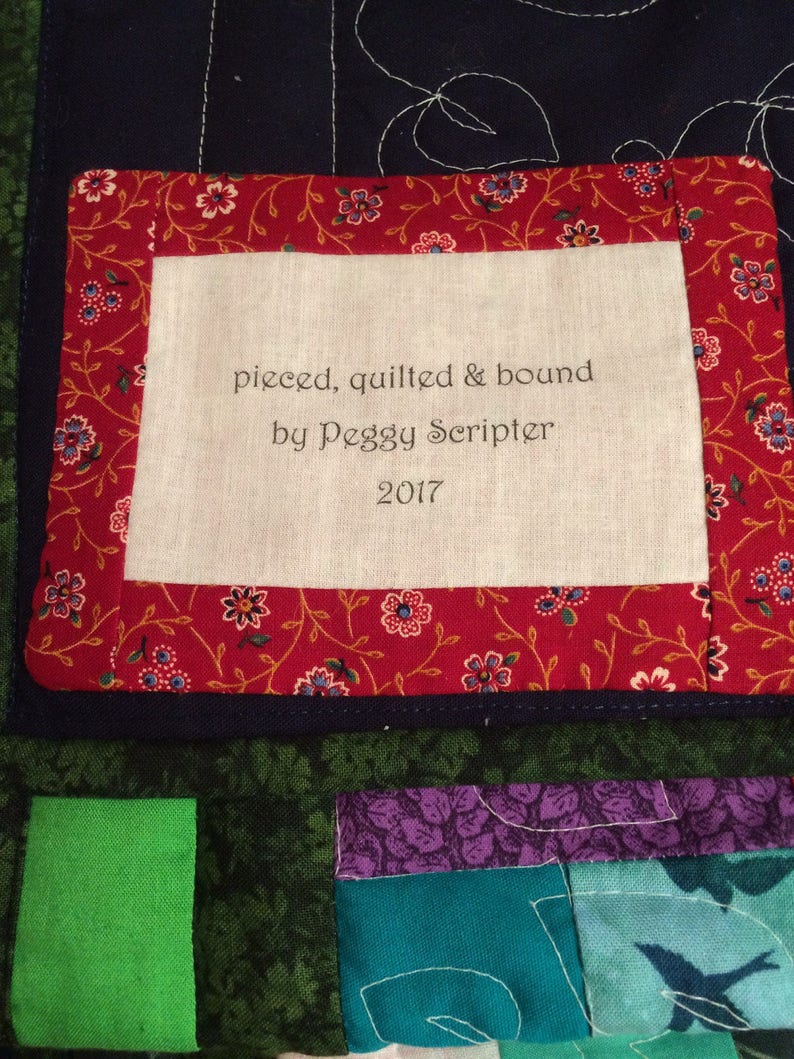 pieced, quilted & bound
by Peggy Scripter
2017